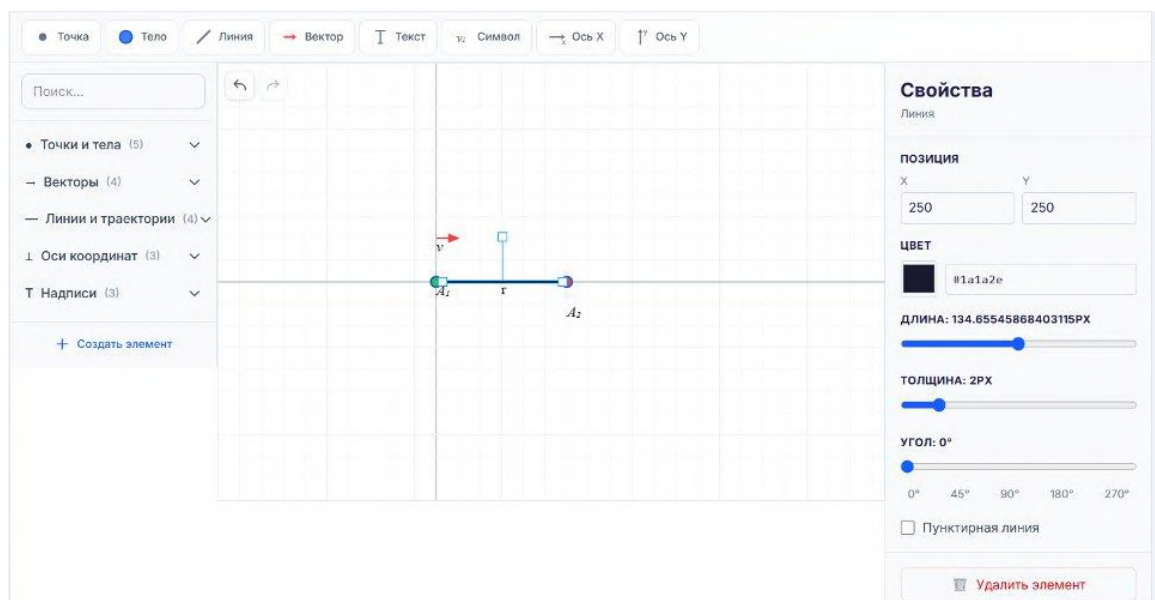 Точка
Тело
Линия
Вектор
T Текст
v₂ Символ
x Ось X
y Ось Y
Поиск...
Точки и тела (5)
Векторы (4)
Линии и траектории (4)
Оси координат (3)
T Надписи (3)
+ Создать элемент
v
A₁
r
A₂
Свойства
Линия
ПОЗИЦИЯ
X Y
250 250
ЦВЕТ
#1a1a2e
ДЛИНА: 134.65545868403115PX
ТОЛЩИНА: 2PX
УГОЛ: 0°
0° 45° 90° 180° 270°
Пунктирная линия
Удалить элемент